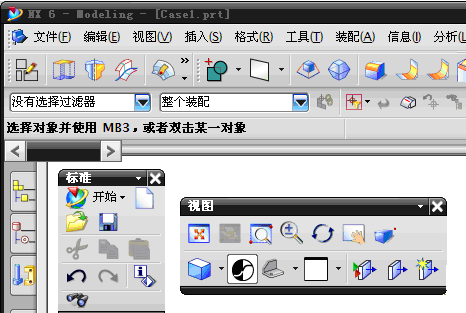 NX 6 - Modeling - [Case1.prt]
文件(F) 编辑(E) 视图(V) 插入(S) 格式(R) 工具(T) 装配(A) 信息(I) 分析(L
没有选择过滤器 整个装配
选择对象并使用 MB3，或者双击某一对象
标准
开始
视图